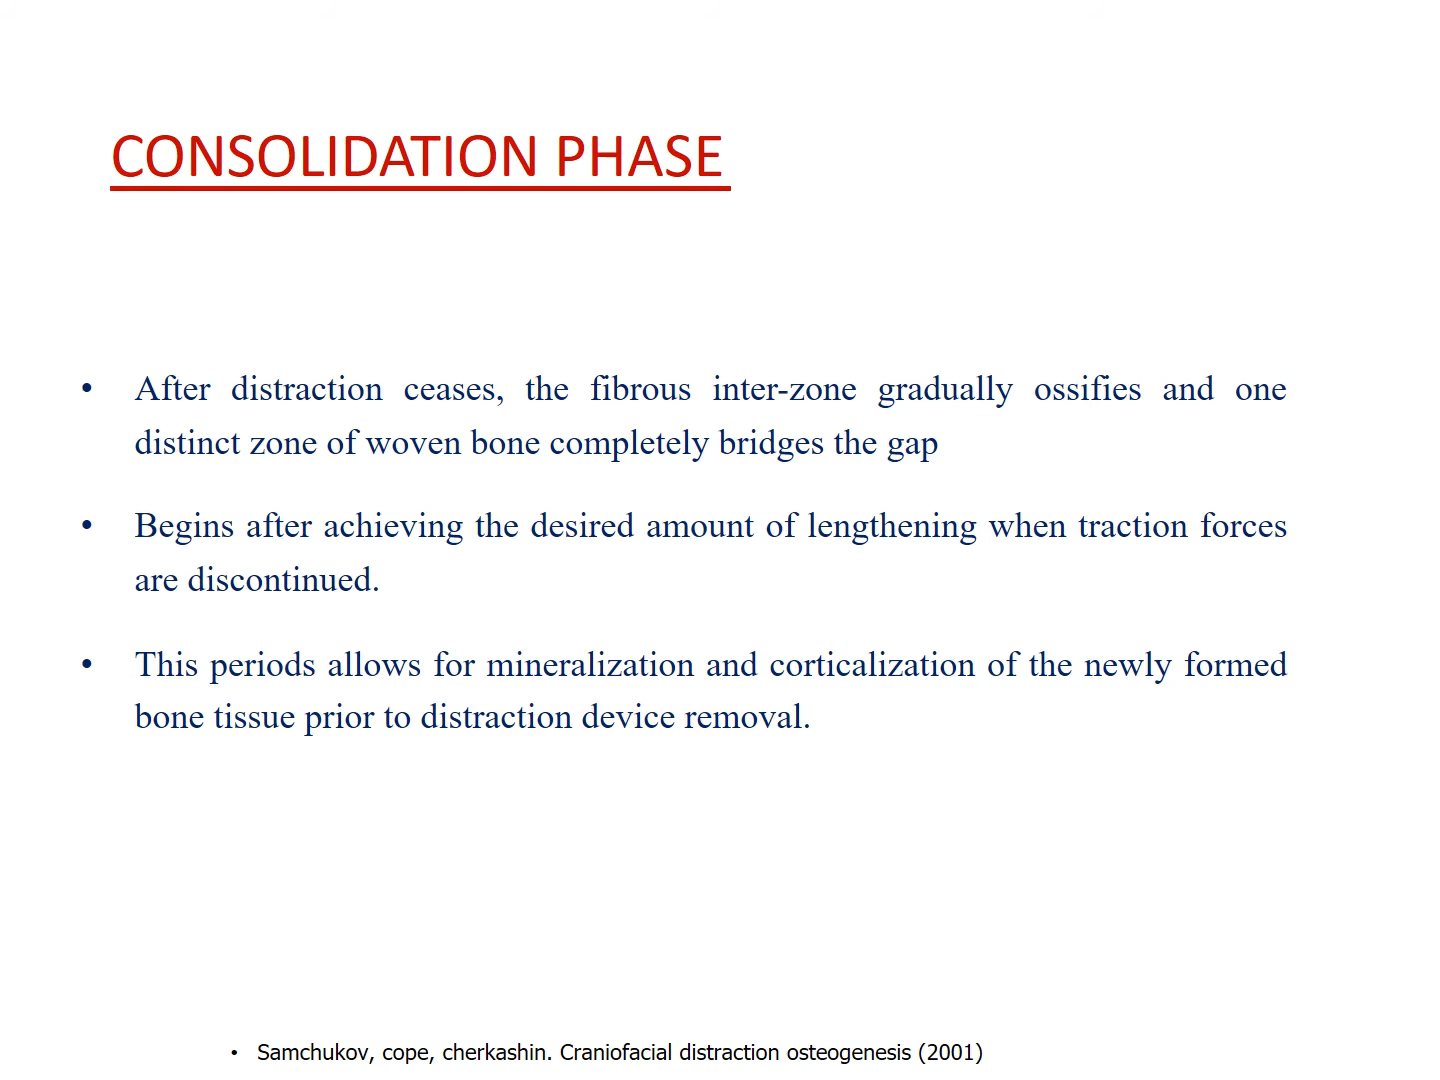 CONSOLIDATION PHASE
• After distraction ceases, the fibrous inter-zone gradually ossifies and one
distinct zone of woven bone completely bridges the gap
• Begins after achieving the desired amount of lengthening when traction forces
are discontinued.
• This periods allows for mineralization and corticalization of the newly formed
bone tissue prior to distraction device removal.
• Samchukov, cope, cherkashin. Craniofacial distraction osteogenesis (2001)